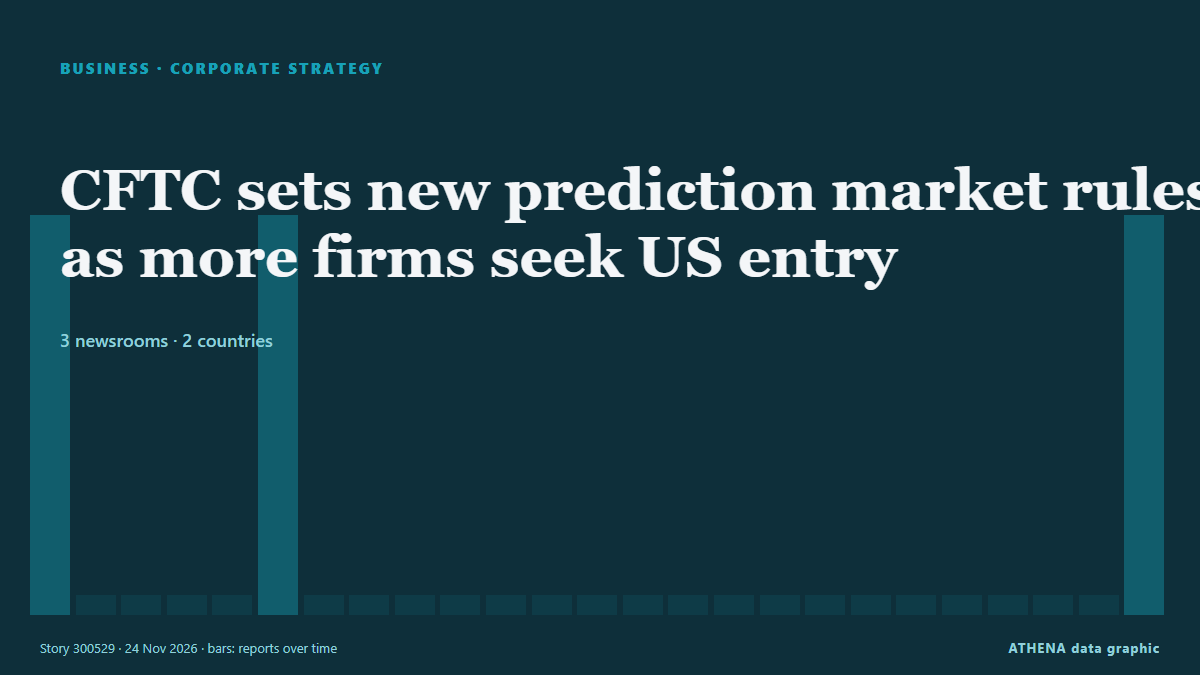 BUSINESS · CORPORATE STRATEGY
CFTC sets new prediction market rules
as more firms seek US entry
3 newsrooms · 2 countries
Story 300529 · 24 Nov 2026 · bars: reports over time
ATHENA data graphic